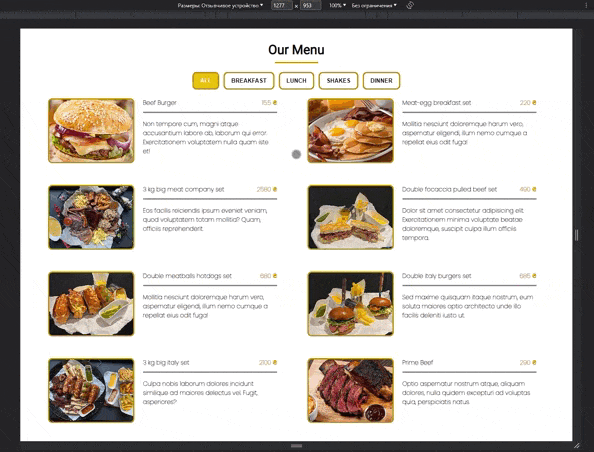 Размеры: Отзывчивое устройство 1277 x 953 100% Без ограничения
Our Menu
ALL BREAKFAST LUNCH SHAKES DINNER
Beef Burger 155 ₴
Non tempore cum, magni atque
accusantium labore ab, laborum qui error.
Exercitationem voluptatem nulla quam iste
et!
Meat-egg breakfast set 220 ₴
Mollitia nesciunt doloremque harum vero,
aspernatur eligendi, illum nemo cumque a
repellat eius odit fuga!
3 kg big meat company set 2580 ₴
Eos facilis reiciendis ipsum eveniet veniam,
quod voluptatem totam mollitia? Quam,
officiis reprehenderit.
Double focaccia pulled beef set 490 ₴
Dolor sit amet consectetur adipisicing elit.
Exercitationem minima voluptate beatae
doloremque, suscipit culpa illum officiis
tempora.
Double meatballs hotdogs set 680 ₴
Mollitia nesciunt doloremque harum vero,
aspernatur eligendi, illum nemo cumque a
repellat eius odit fuga!
Double italy burgers set 685 ₴
Sed maxime quisquam itaque nostrum, eum
soluta maiores optio architecto unde illo
facilis deleniti iusto ut.
3 kg big italy set 2100 ₴
Culpa nobis laborum dolores incidunt
similique ad maiores delectus vel. Fugit,
asperiores?
Prime Beef 290 ₴
Optio aspernatur nostrum atque, aliquam
dolores, nulla quidem excepturi ad voluptas
quia, perspiciatis natus.